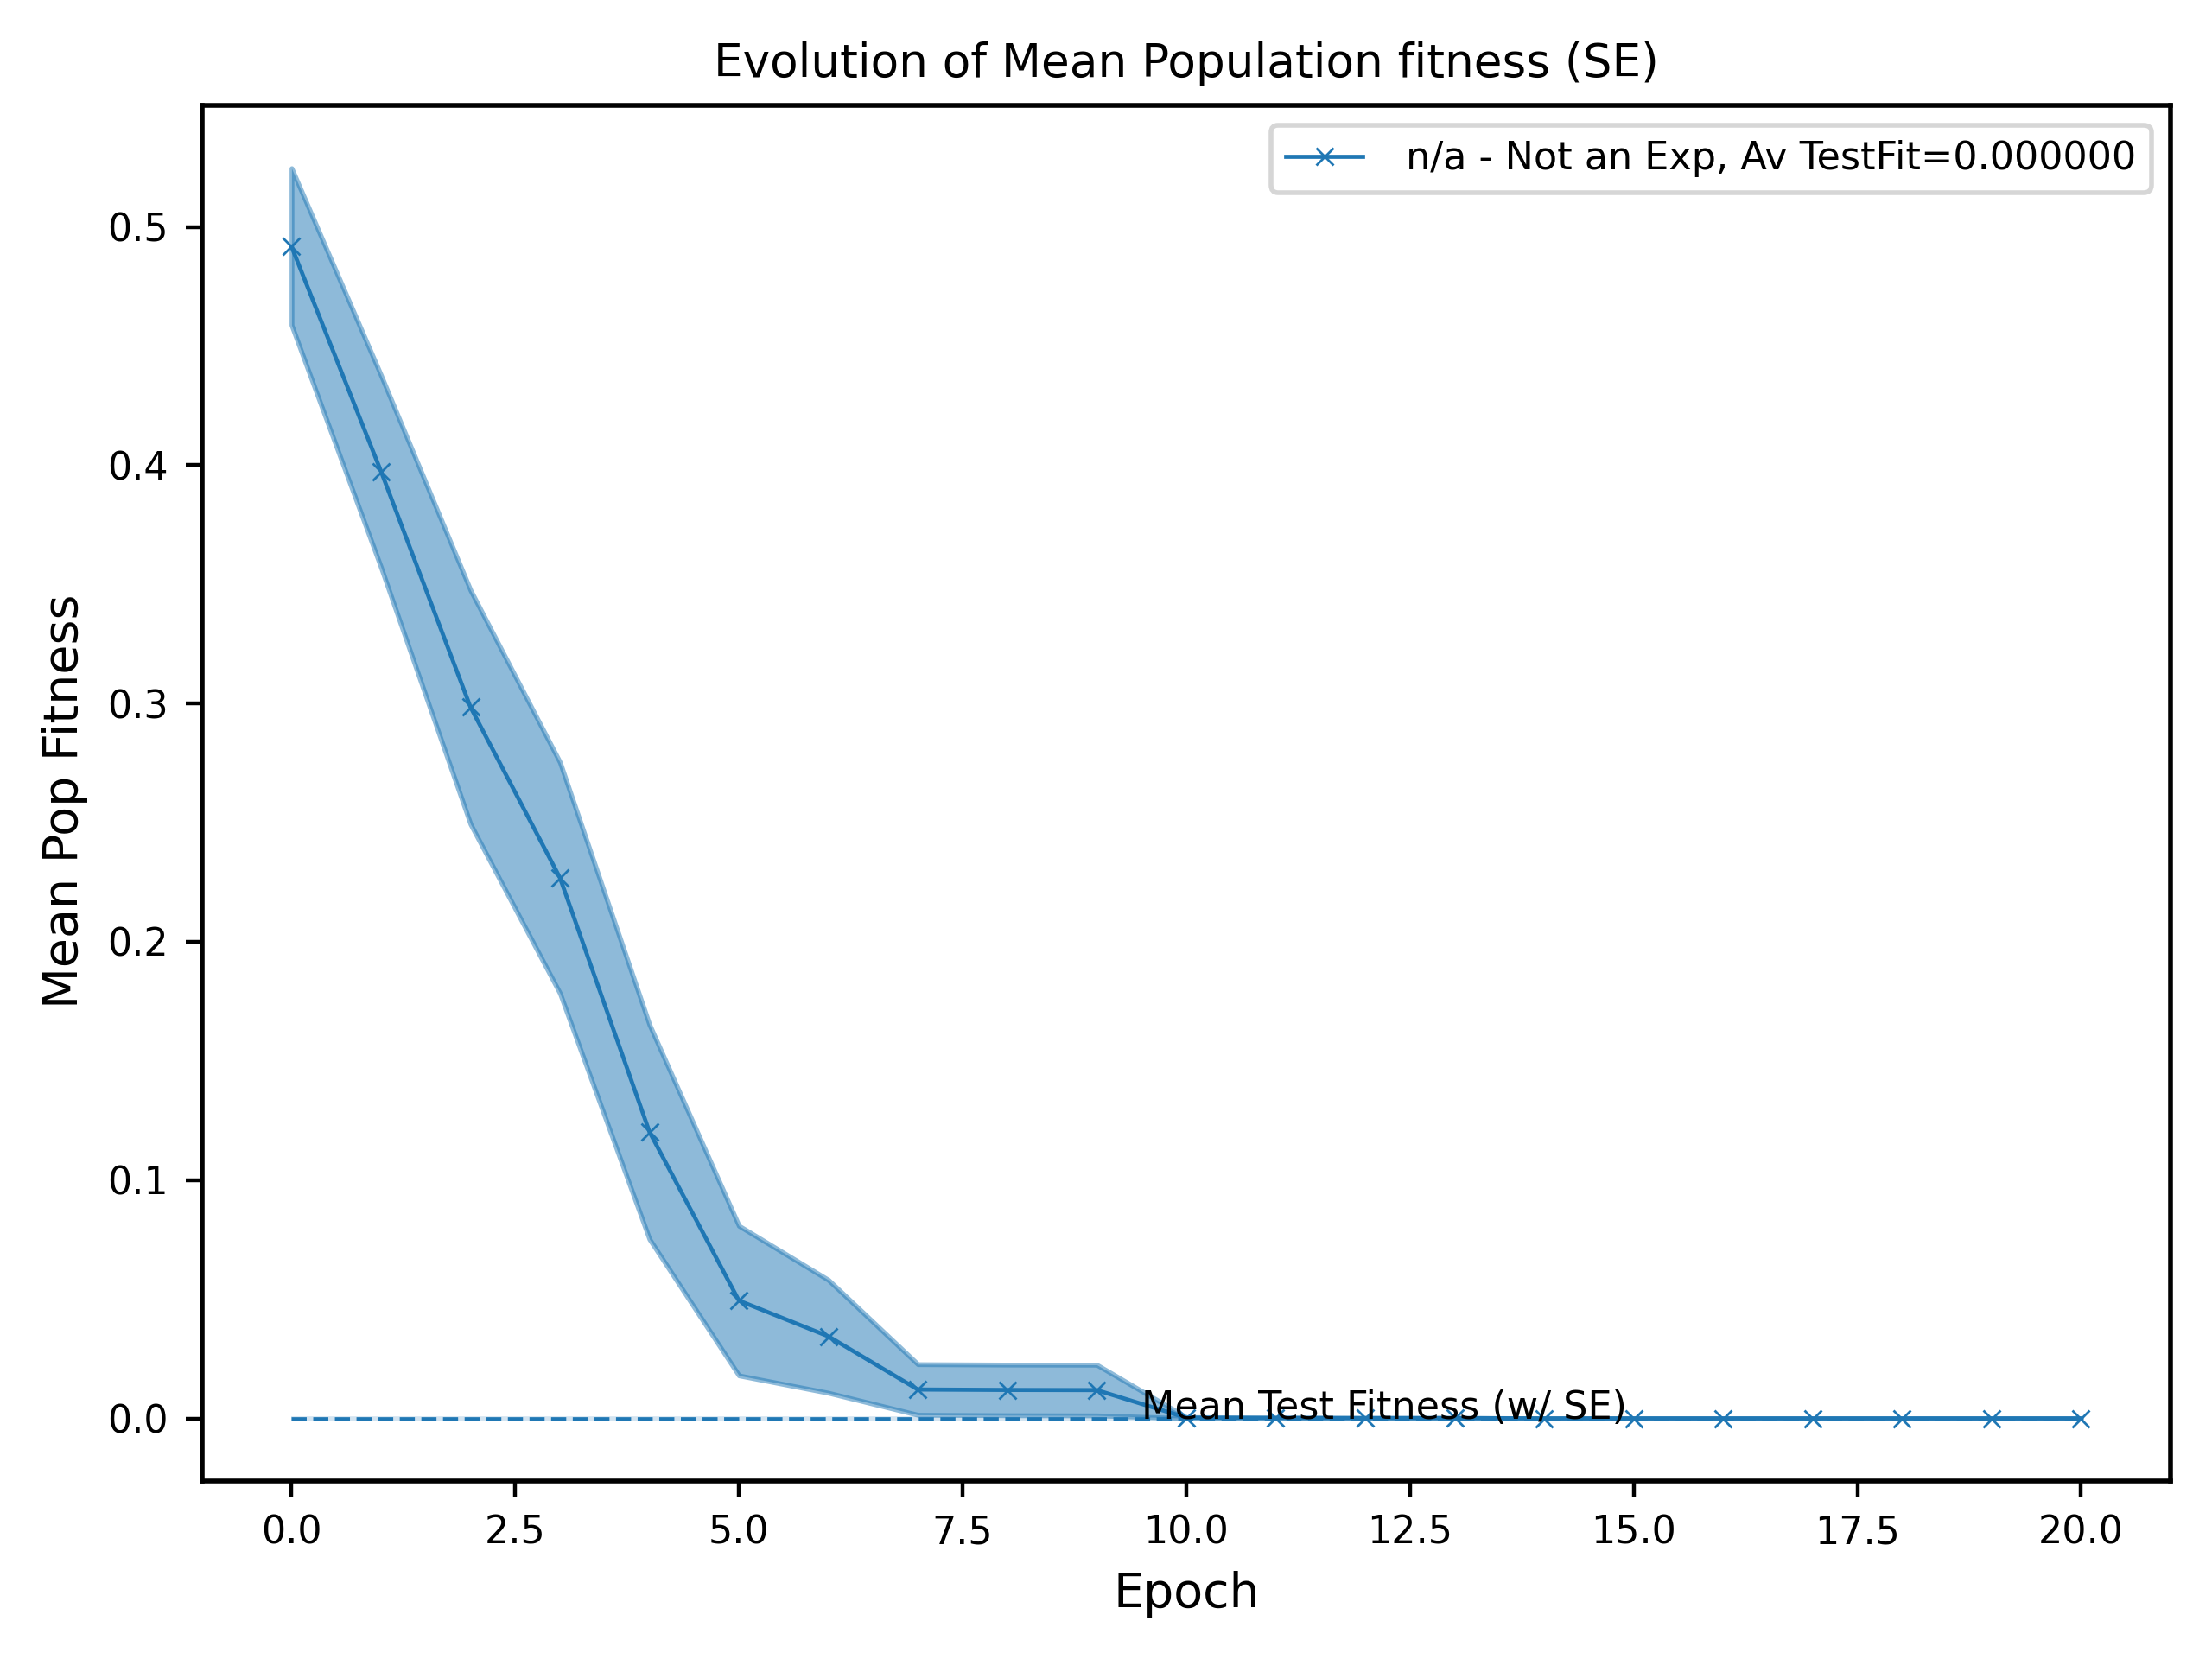 Evolution of Mean Population fitness (SE)
n/a - Not an Exp, Av TestFit=0.000000
Mean Pop Fitness
0.5
0.4
0.3
0.2
0.1
0.0
Mean Test Fitness (w/ SE)
0.0 2.5 5.0 7.5 10.0 12.5 15.0 17.5 20.0
Epoch